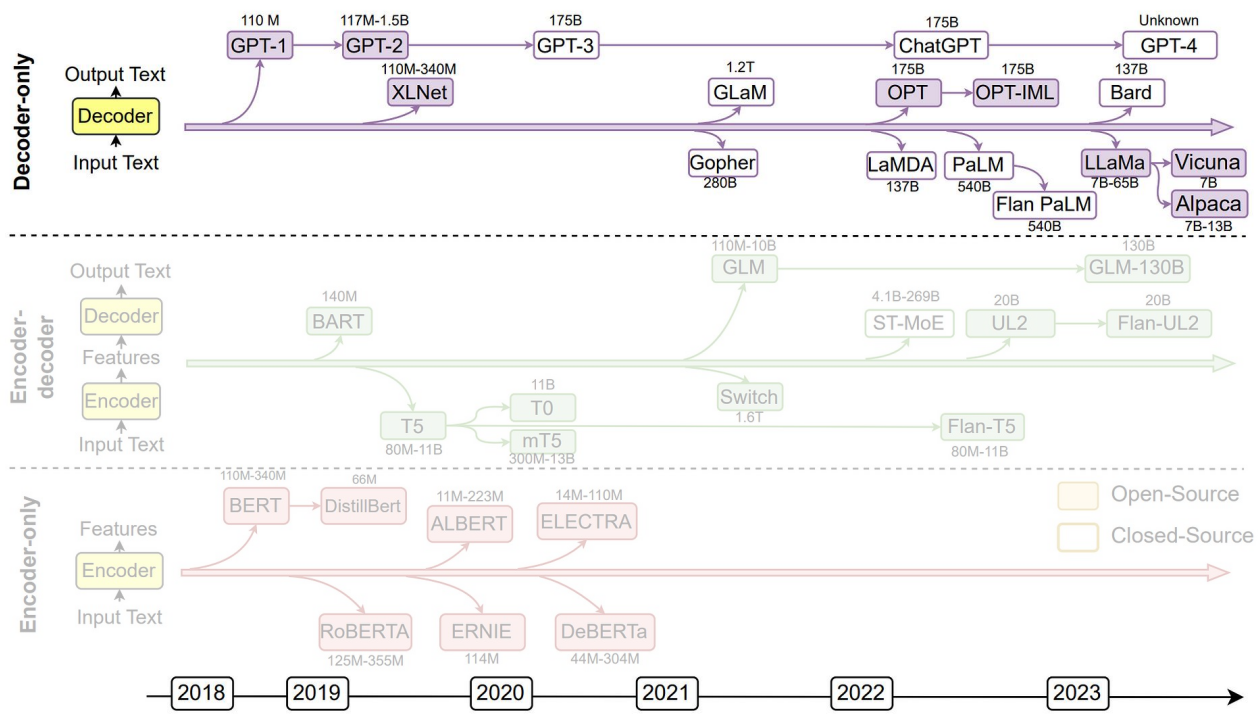 Decoder-only
110 M
117M-1.5B
175B
175B
Unknown
GPT-1
GPT-2
GPT-3
ChatGPT
GPT-4
110M-340M
1.2T
175B
175B
137B
Output Text
XLNet
GLaM
OPT
OPT-IML
Bard
Decoder
Input Text
Gopher
LaMDA
PaLM
LLaMa
Vicuna
280B
137B
540B
7B-65B
7B
Flan PaLM
Alpaca
540B
7B-13B
Encoder-
decoder
110M-10B
130B
Output Text
GLM
GLM-130B
140M
4.1B-269B
20B
20B
Decoder
BART
ST-MoE
UL2
Flan-UL2
Features
11B
Encoder
T0
Switch
1.6T
T5
mT5
Flan-T5
Input Text
80M-11B
300M-13B
80M-11B
Encoder-only
110M-340M
66M
11M-223M
14M-110M
Open-Source
BERT
DistillBert
Features
ALBERT
ELECTRA
Closed-Source
Encoder
Input Text
RoBERTA
ERNIE
DeBERTa
125M-355M
114M
44M-304M
2018
2019
2020
2021
2022
2023